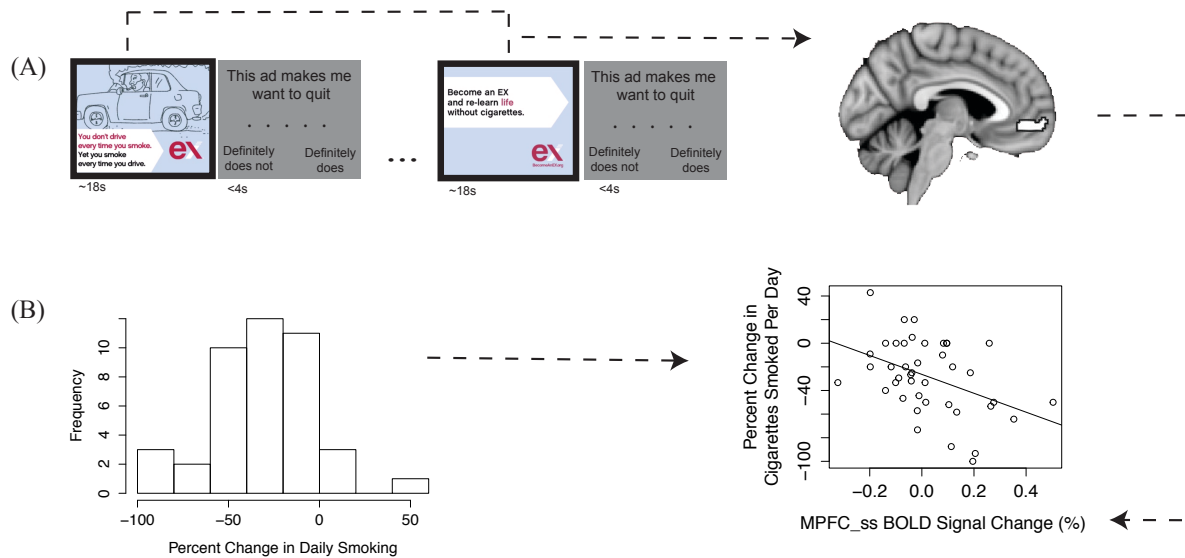 (A)
You don't drive
every time you smoke.
Yet you smoke
every time you drive.
ex
~18s
This ad makes me
want to quit
. . . . .
Definitely
does not
Definitely
does
<4s
...
Become an EX
and re-learn life
without cigarettes.
ex
BecomeAnEX.org
~18s
This ad makes me
want to quit
. . . . .
Definitely
does not
Definitely
does
<4s
(B)
Frequency
0
2
4
6
8
10
−100
−50
0
50
Percent Change in Daily Smoking
Percent Change in
Cigarettes Smoked Per Day
40
0
−40
−100
−0.2
0.0
0.2
0.4
MPFC_ss BOLD Signal Change (%)